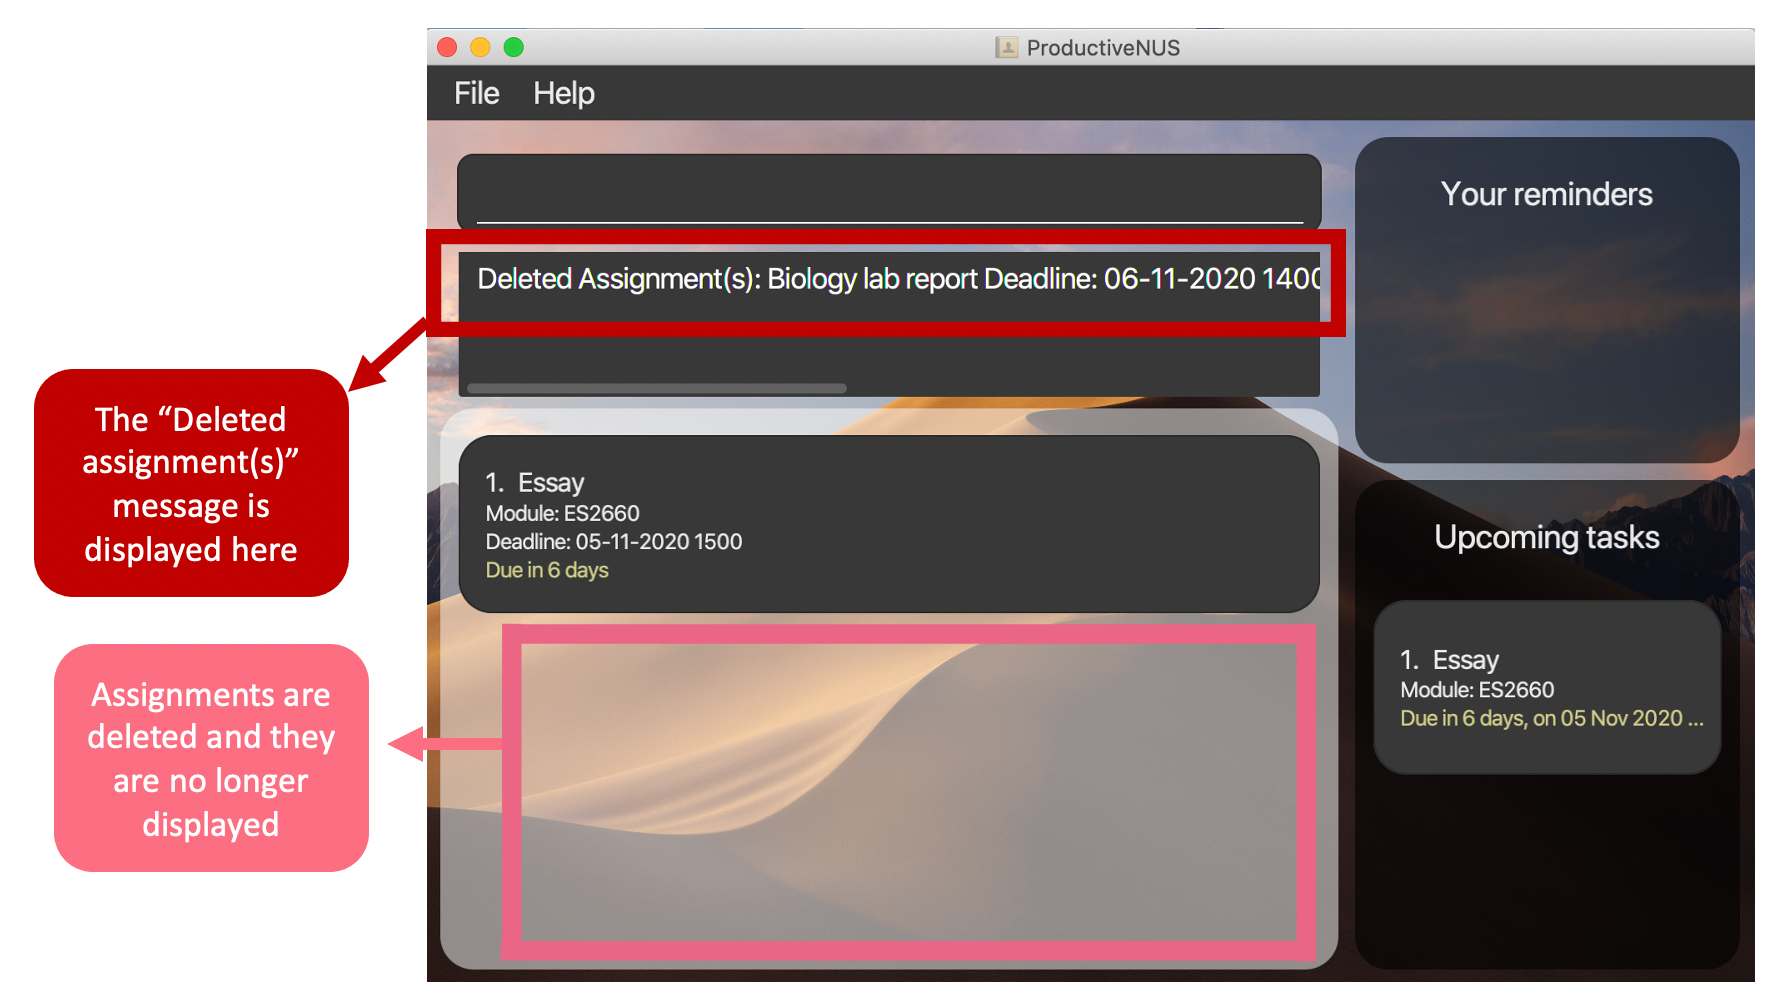 ProductiveNUS
File Help
Your reminders
Deleted Assignment(s): Biology lab report Deadline: 06-11-2020 1400
The “Deleted
assignment(s)”
message is
displayed here
1. Essay
Module: ES2660
Deadline: 05-11-2020 1500
Due in 6 days
Upcoming tasks
1. Essay
Module: ES2660
Due in 6 days, on 05 Nov 2020 ...
Assignments are
deleted and they
are no longer
displayed